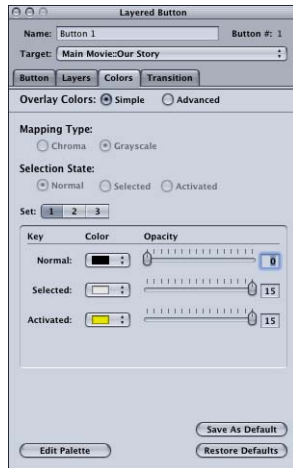 Layered Button
Name: Button 1 Button #: 1
Target: Main Movie::Our Story
Button Layers Colors Transition
Overlay Colors: Simple Advanced
Mapping Type:
Chroma Grayscale
Selection State:
Normal Selected Activated
Set: 1 2 3
Key Color Opacity
Normal: 0
Selected: 15
Activated: 15
Save As Default
Edit Palette Restore Defaults